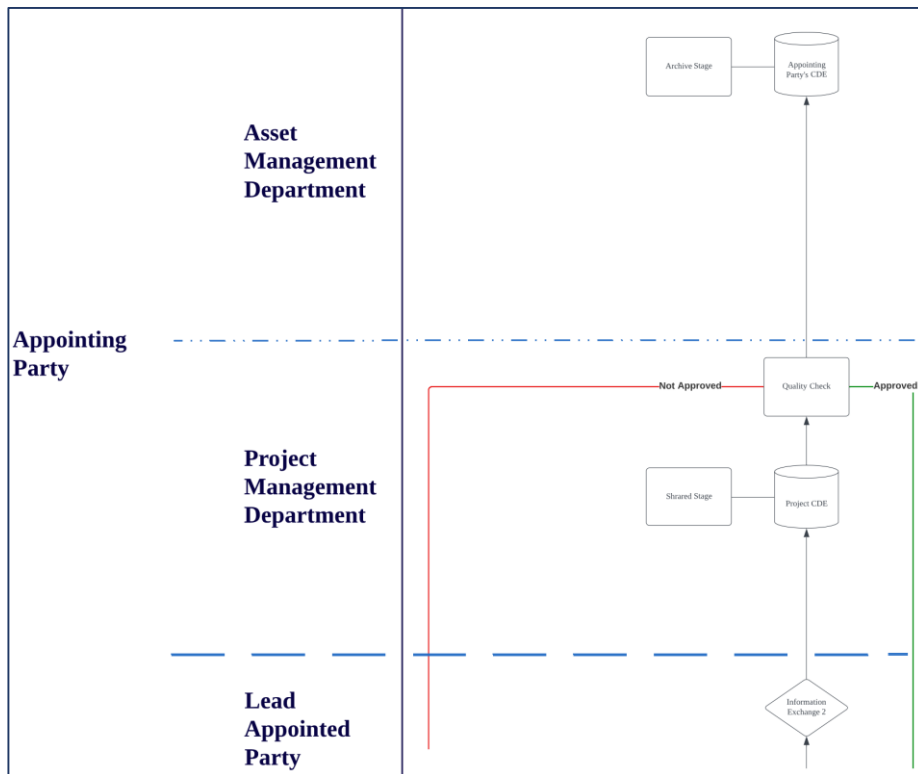 Archive Stage
Appointing
Party's CDE
Asset
Management
Department
Appointing
Party
Not Approved
Quality Check
Approved
Project
Management
Department
Shrared Stage
Project CDE
Lead
Appointed
Party
Information
Exchange 2